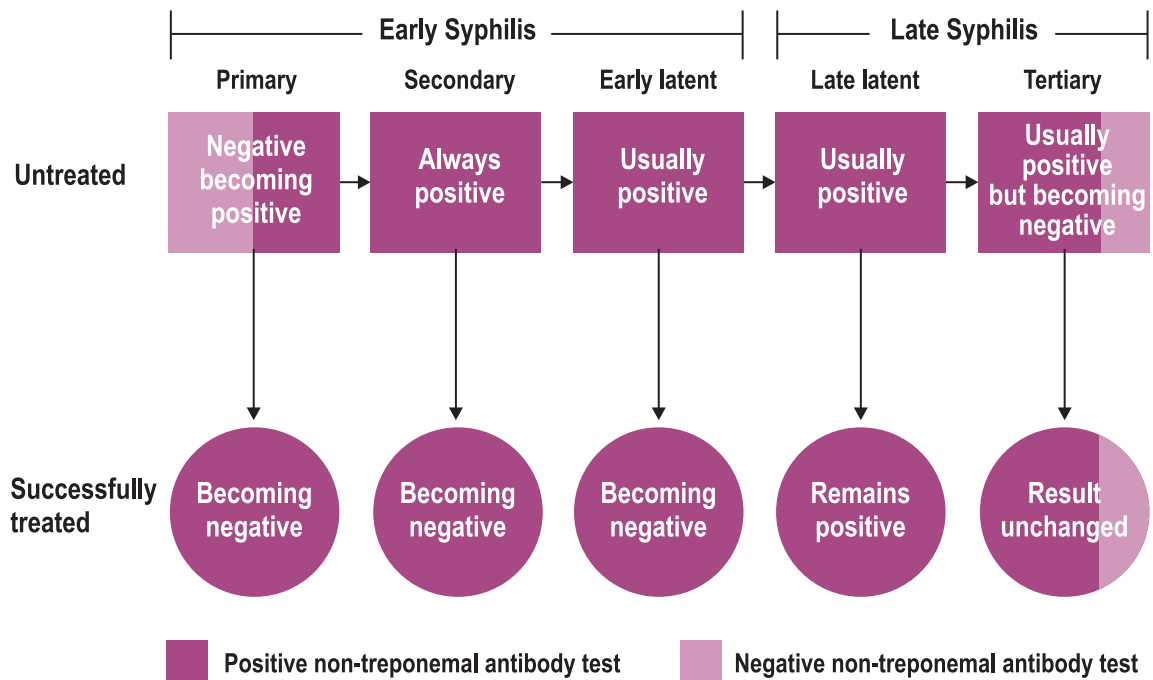 Early Syphilis
Late Syphilis
Primary
Secondary
Early latent
Late latent
Tertiary
Untreated
Negative
becoming
positive
Always
positive
Usually
positive
Usually
positive
Usually
positive
but becoming
negative
Successfully
treated
Becoming
negative
Becoming
negative
Becoming
negative
Remains
positive
Result
unchanged
Positive non-treponemal antibody test
Negative non-treponemal antibody test